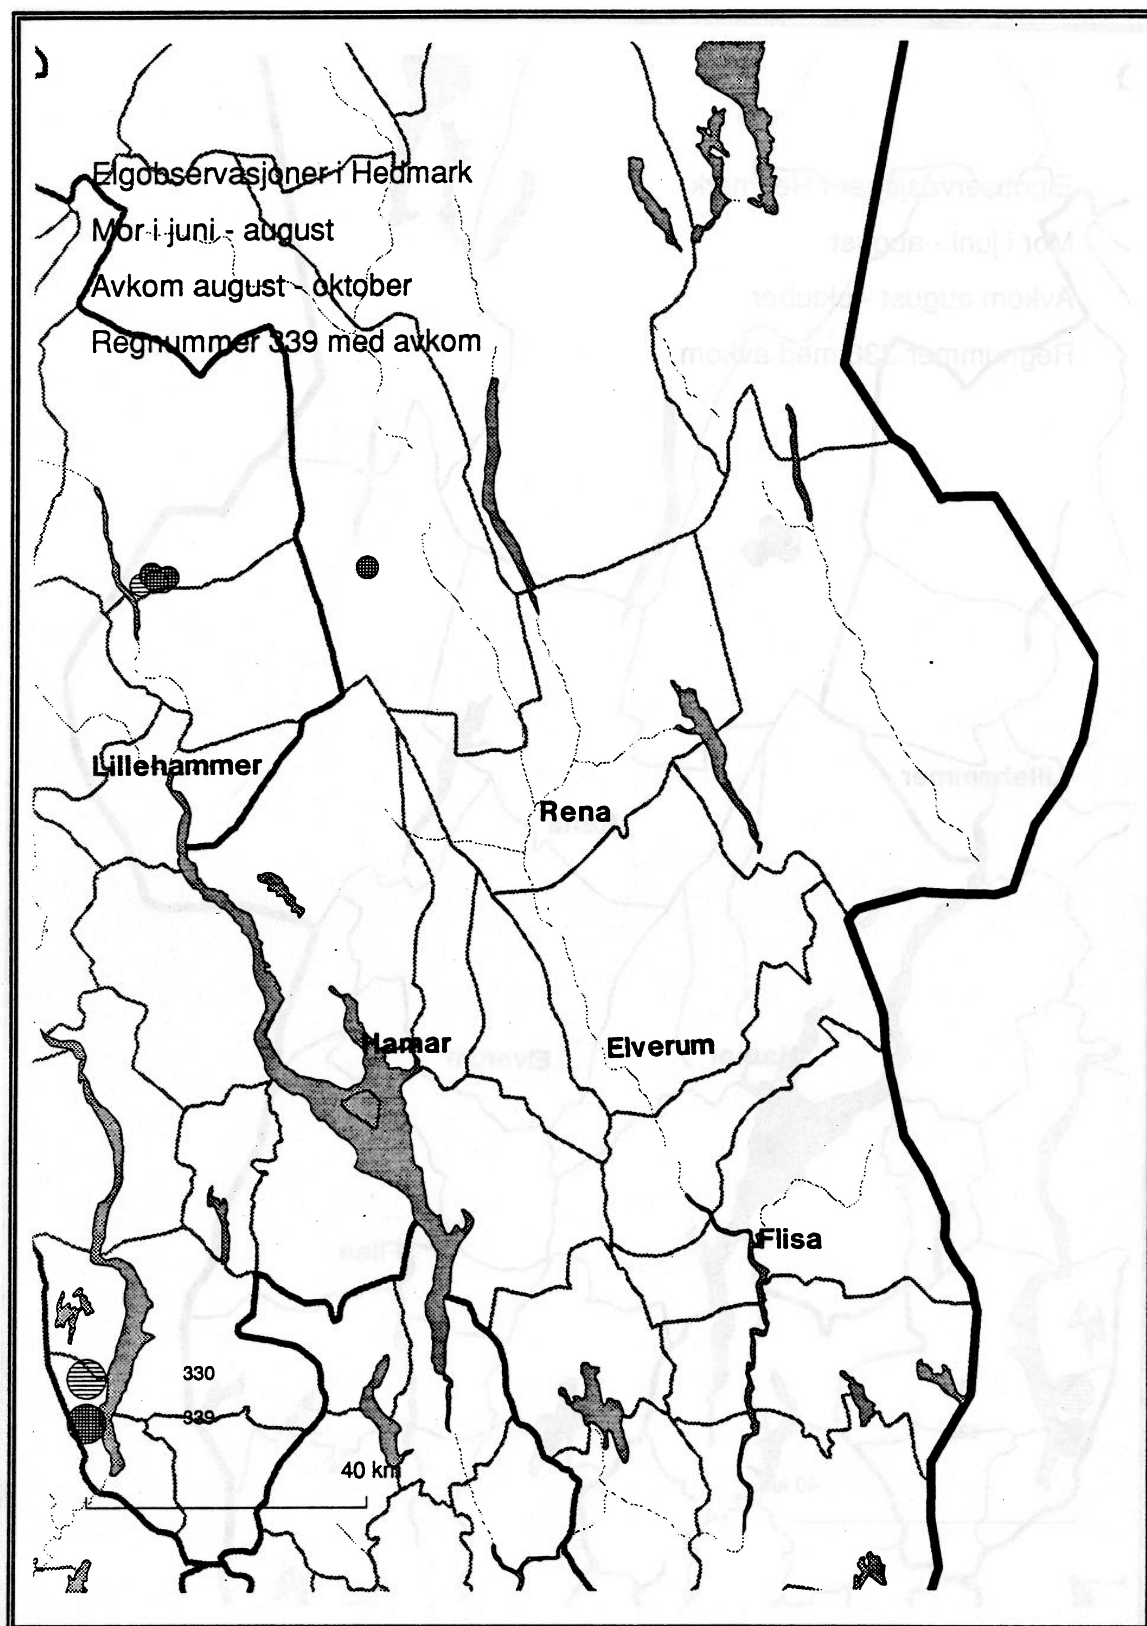 Elgobservasjoner i Hedmark
Mor i juni - august
Avkom august - oktober
Regnummer 339 med avkom
Lillehammer
Rena
Hamar
Elverum
Flisa
330
339
40 km